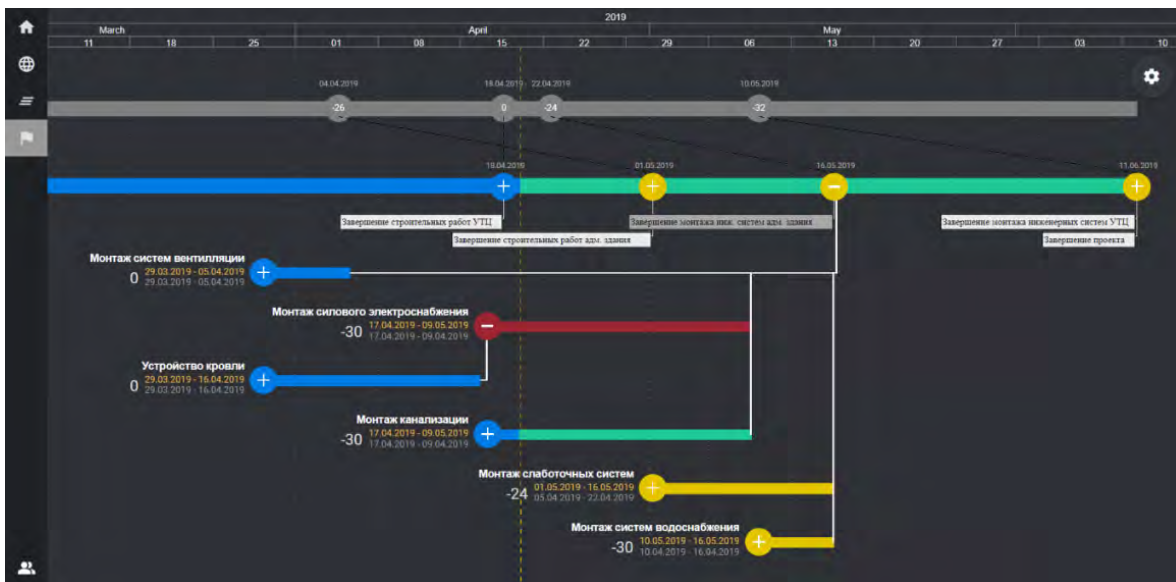 2019
March April May
11 18 25 01 08 15 22 29 06 13 20 27 03 10
04.04.2019 18.04.2019 22.04.2019 10.05.2019
-26 0 -24 -32
18.04.2019 01.05.2019 16.05.2019 11.06.2019
Завершение строительных работ УТЦ
Завершение монтажа инж. систем адм. здания
Завершение монтажа инженерных систем УТЦ
Завершение строительных работ адм. здания
Завершение проекта
Монтаж систем вентилляции
0 29.03.2019 - 05.04.2019
29.03.2019 - 05.04.2019
Монтаж силового электроснабжения
-30 17.04.2019 - 09.05.2019
17.04.2019 - 09.04.2019
Устройство кровли
0 29.03.2019 - 16.04.2019
29.03.2019 - 16.04.2019
Монтаж канализации
-30 17.04.2019 - 09.05.2019
17.04.2019 - 09.04.2019
Монтаж слаботочных систем
-24 01.05.2019 - 16.05.2019
05.04.2019 - 22.04.2019
Монтаж систем водоснабжения
-30 10.05.2019 - 16.05.2019
10.04.2019 - 16.04.2019